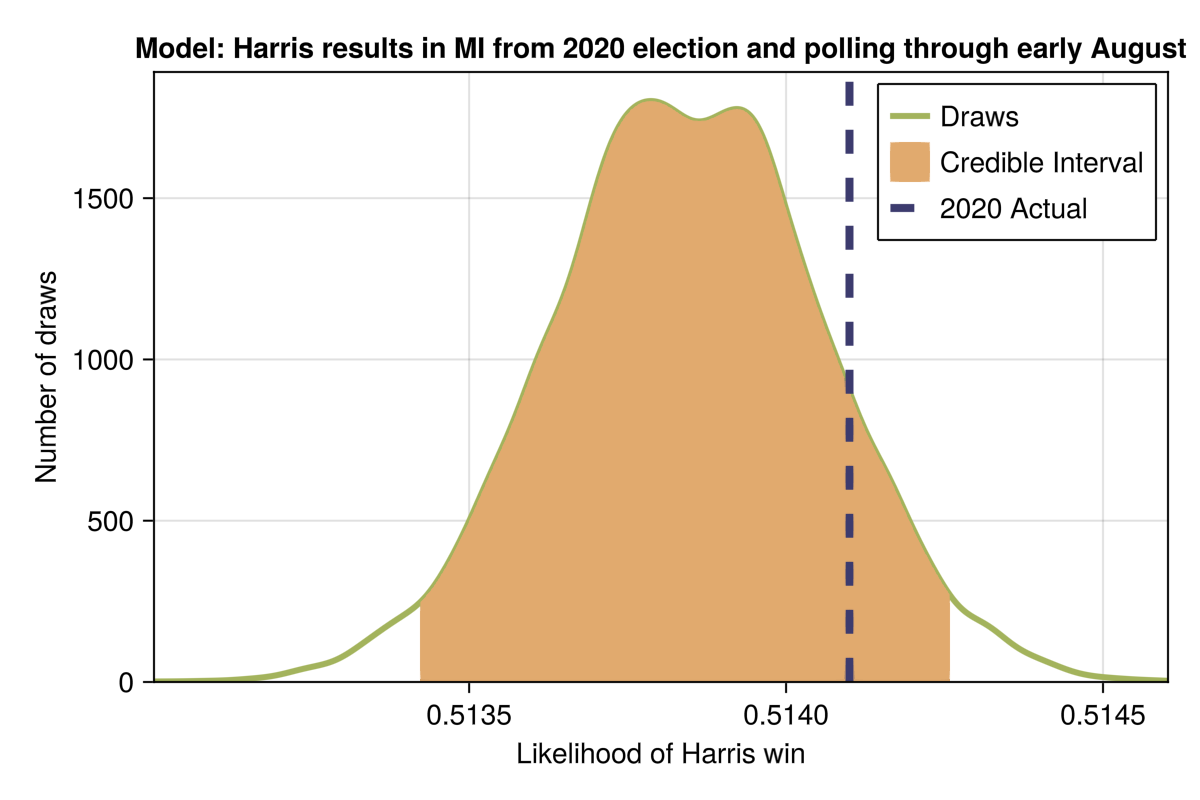 Model: Harris results in MI from 2020 election and polling through early August
Draws
Credible Interval
2020 Actual
1500
1000
500
0
Number of draws
0.5135
0.5140
0.5145
Likelihood of Harris win